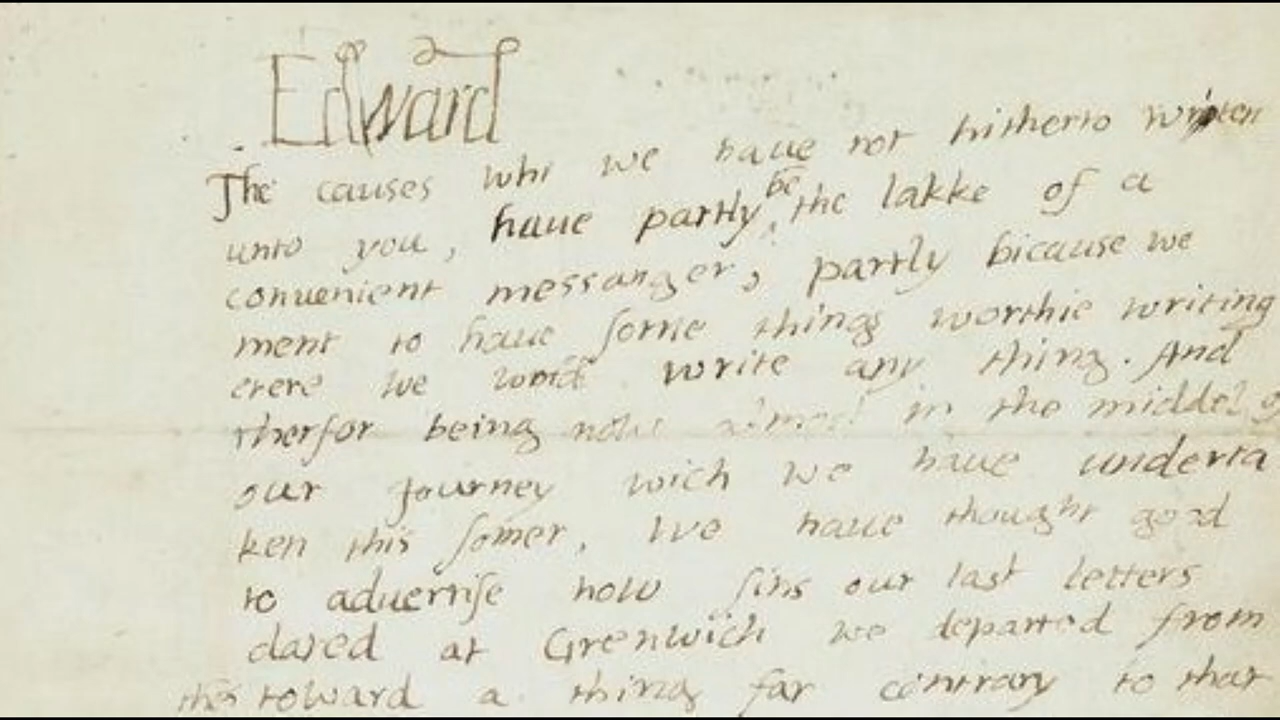 Edward
The causes whi we haue not hitherto writen
unto you, haue partly be the lakke of a
conuenient messanger, partly bicause we
ment to haue some things worthie writing
erere we wold write any thing. And
therfor being now almost in the middel o
our journey wich we haue underta
ken this somer, we haue thought good
to aduertise how sins our last letters
dated at Grenwich we departed from
toward a thing far contrary to that